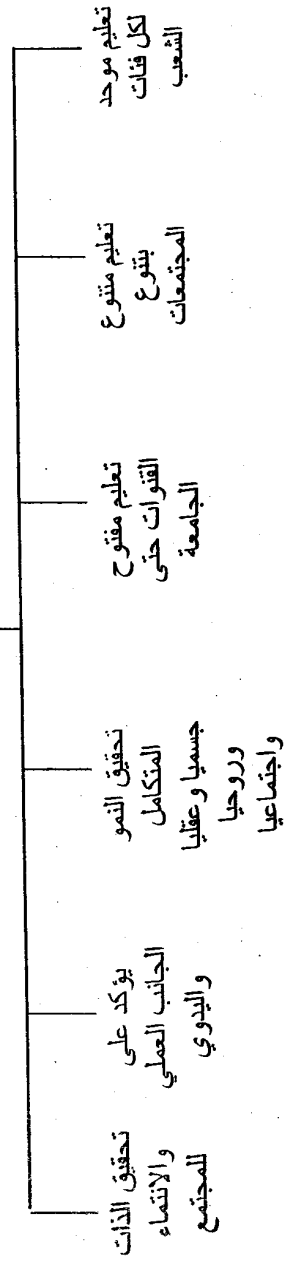 تعليم موحد
لكل فئات
الشعب
تعليم متنوع
بتنوع
المجتمعات
تعليم مفتوح
القنوات حتى
الجامعة
تحقيق النمو
المتكامل
جسميا وعقليا
وروحيا
واجتماعيا
يؤكد على
الجانب العملي
واليدوي
تحقيق الذات
والانتماء
للمجتمع